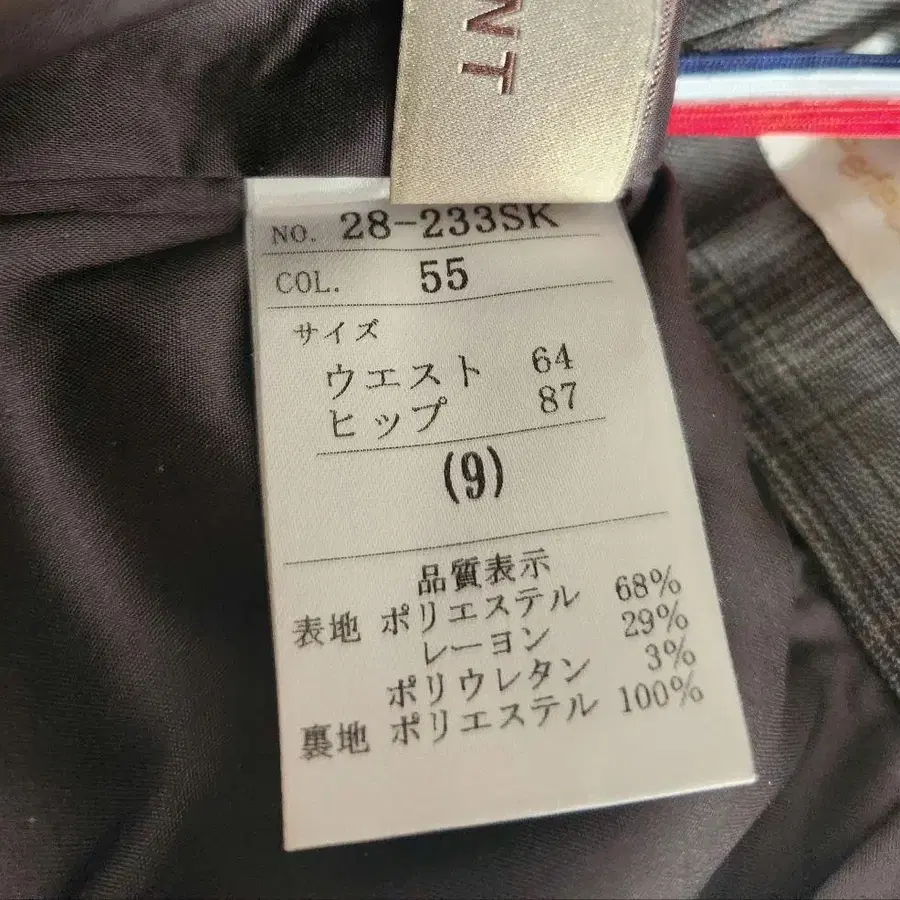 NT
NO. 28-233SK
COL. 55
サイズ
ウエスト 64
ヒップ 87
(9)
品質表示
表地 ポリエステル 68%
レーヨン 29%
ポリウレタン 3%
裏地 ポリエステル 100%